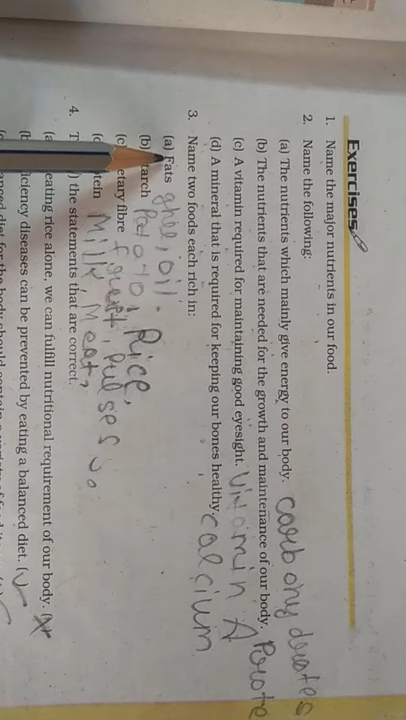 Exercises
1. Name the major nutrients in our food.
2. Name the following:
(a) The nutrients which mainly give energy to our body. carbohydrates
(b) The nutrients that are needed for the growth and maintenance of our body.
(c) A vitamin required for maintaining good eyesight. Vitamin A
(d) A mineral that is required for keeping our bones healthy. calcium
3. Name two foods each rich in:
(a) Fats ghee, oil.
(b) tarch Potato, Rice,
(c etary fibre fruit, Pulses
(d tein Milk, Meat,
4. T ) the statements that are correct.
(a eating rice alone, we can fulfill nutritional requirement of our body. (
(b iciency diseases can be prevented by eating a balanced diet. (